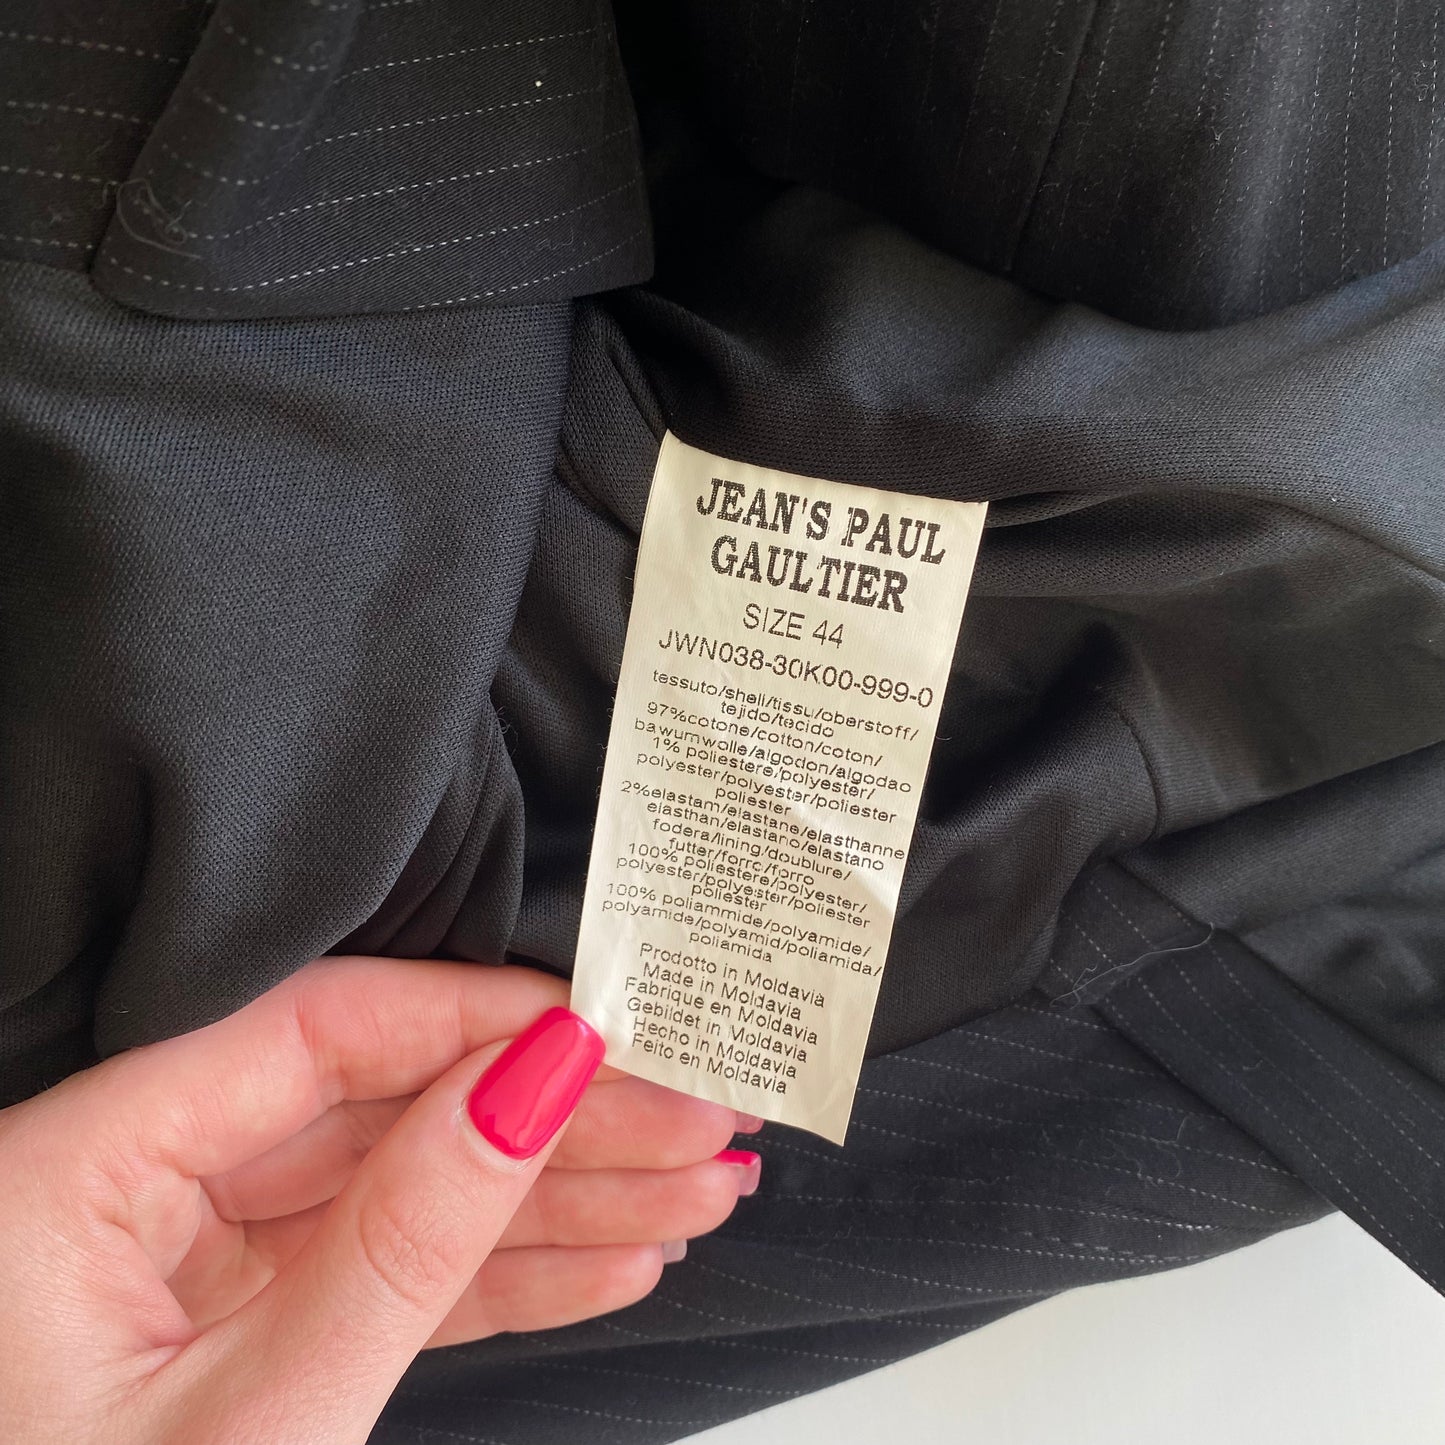 JEAN'S PAUL
GAULTIER
SIZE 44
JWN038-30K00-999-0
tessuto/shell/tissu/oberstoff/
tejido/tecido
97%cotone/cotton/coton/
bawumwolle/algodon/algodao
1% poliestere/polyester/
polyester/polyester/poliester
poliester
2%elastam/elastane/elasthanne
elasthan/elastano/elastano
fodera/lining/doublure/
futter/forro/forro
100% poliestere/polyester/
polyester/polyester/poliester
poliester
100% poliammide/polyamide/
polyamide/polyamid/poliamida/
poliamida
Prodotto in Moldavia
Made in Moldavia
Fabrique en Moldavia
Gebildet in Moldavia
Hecho in Moldavia
Feito en Moldavia